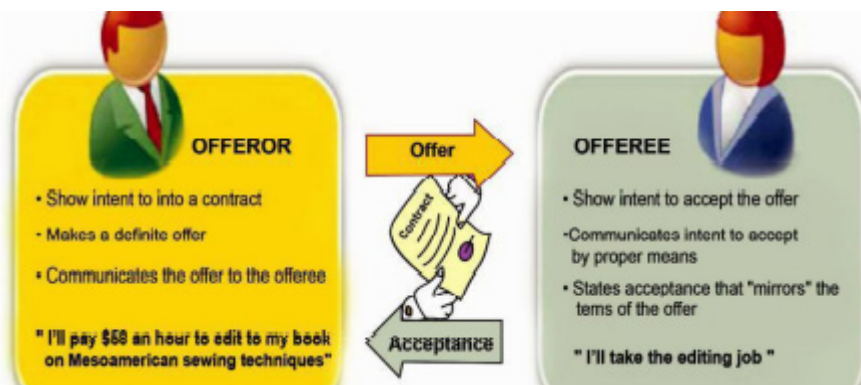 OFFEROR
• Show intent to into a contract
- Makes a definite offer
• Communicates the offer to the offeree
" I'll pay $58 an hour to edit to my book
on Mesoamerican sewing techniques"
Offer
Contract
Acceptance
OFFEREE
• Show intent to accept the offer
-Communicates intent to accept
by proper means
• States acceptance that "mirrors" the
tems of the offer
" I'll take the editing job "